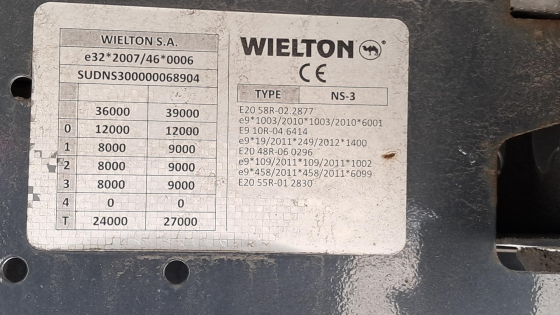 WIELTON S.A.
e32*2007/46*0006
SUDNS300000068904
36000 39000
0 12000 12000
1 8000 9000
2 8000 9000
3 8000 9000
4 0 0
T 24000 27000
WIELTON ®
CE
TYPE NS-3
E20 58R-02.2877
e9*1003/2010*1003/2010*6001
E9 10R-04.6414
e9*19/2011*249/2012*1400
E20 48R-06 0296
e9*109/2011*109/2011*1002
e9*458/2011*458/2011*6099
E20 55R-01 2830